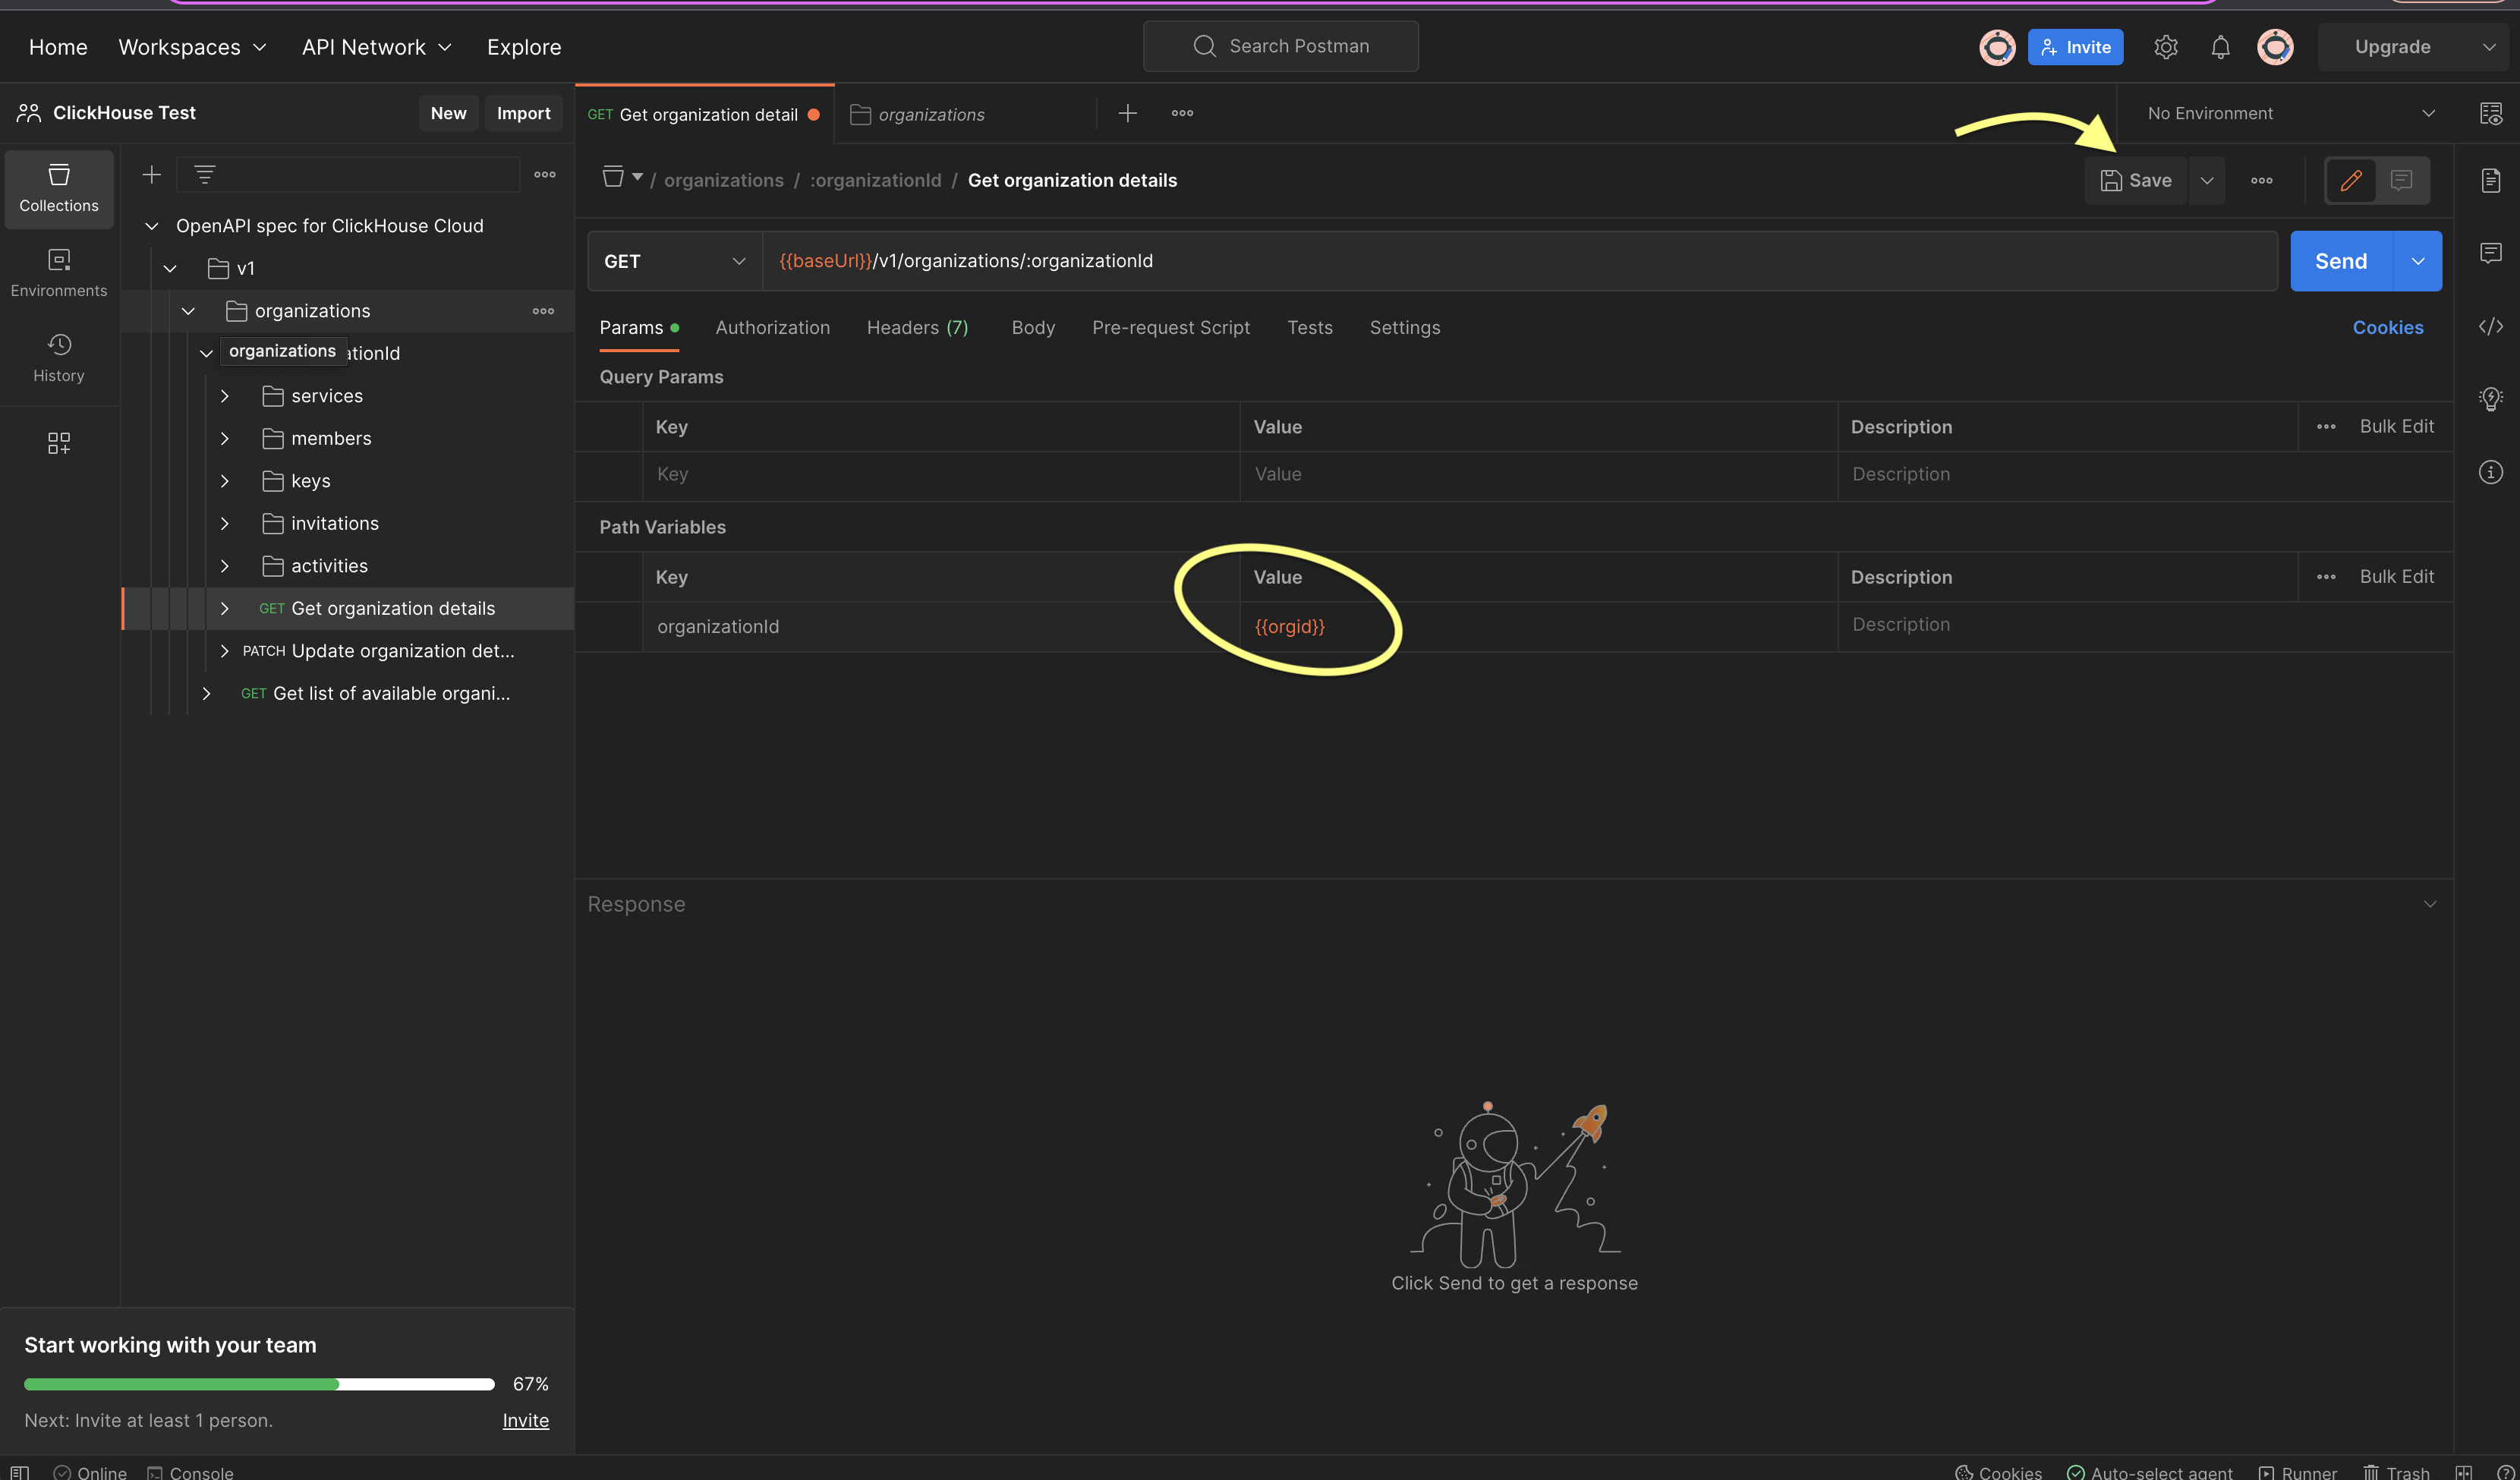 Home Workspaces API Network Explore Search Postman Invite Upgrade
ClickHouse Test New Import
GET Get organization detail organizations No Environment
Collections
Environments
History
OpenAPI spec for ClickHouse Cloud
v1
organizations
organizations ationId
services
members
keys
invitations
activities
GET Get organization details
PATCH Update organization det...
GET Get list of available organi...
/ organizations / :organizationId / Get organization details Save
GET {{baseUrl}}/v1/organizations/:organizationId Send
Params Authorization Headers (7) Body Pre-request Script Tests Settings Cookies
Query Params
Key Value Description Bulk Edit
Key Value Description
Path Variables
Key Value Description Bulk Edit
organizationId {{orgid}} Description
Response
Click Send to get a response
Start working with your team
67%
Next: Invite at least 1 person. Invite
Online Console Cookies Auto-select agent Runner Trash